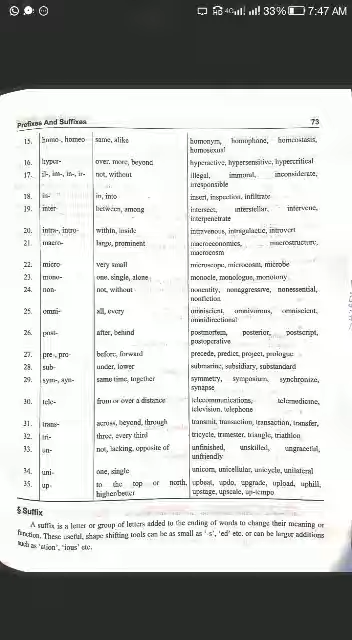 4G 33% 7:47 AM
Prefixes And Suffixes 73
15. homo-, homeo- same, alike homonym, homophone, homeostasis,
homosexual
16. hyper- over, more, beyond hyperactive, hypersensitive, hypercritical
17. il-, im-, in-, ir- not, without illegal, immoral, inconsiderate,
irresponsible
18. in- in, into insert, inspection, infiltrate
19. inter- between, among intersect, interstellar, intervene,
interpenetrate
20. intra-, intro- within, inside intravenous, intragalactic, introvert
21. macro- large, prominent macroeconomics, macrostructure,
macrocosm
22. micro- very small microscope, microcosm, microbe
23. mono- one, single, alone monocle, monologue, monotony
24. non- not, without nonentity, nonaggressive, nonessential,
nonfiction
25. omni- all, every omniscient, omnivorous, omniscient,
omnidirectional
26. post- after, behind postmortem, posterior, postscript,
postoperative
27. pre-, pro- before, forward precede, predict, project, prologue
28. sub- under, lower submarine, subsidiary, substandard
29. sym-, syn- same time, together symmetry, symposium, synchronize,
synapse
30. tele- from or over a distance telecommunications, telemedicine,
television, telephone
31. trans- across, beyond, through transmit, transaction, transaction, transfer,
32. tri- three, every third tricycle, trimester, triangle, triathlon
33. un- not, lacking, opposite of unfinished, unskilled, ungraceful,
unfriendly
34. uni- one, single unicorn, unicellular, unicycle, unilateral
35. up- to the top or north, upbeat, updo, upgrade, upload, uphill,
higher/better upstage, upscale, up-tempo
§ Suffix
A suffix is a letter or group of letters added to the ending of words to change their meaning or
function. These useful, shape shifting tools can be as small as '-s', 'ed' etc. or can be larger additions
such as 'ation', 'ious' etc.